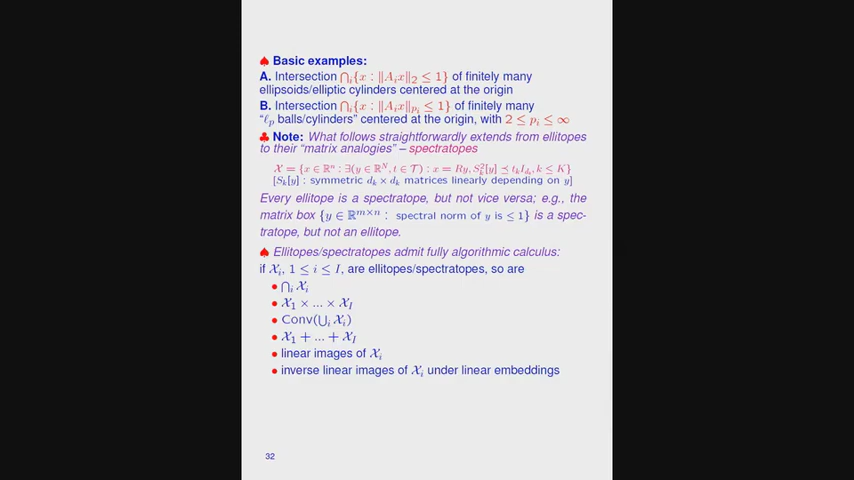 ♠ Basic examples:
A. Intersection ⋂ᵢ{x : ‖Aᵢx‖₂ ≤ 1} of finitely many
ellipsoids/elliptic cylinders centered at the origin
B. Intersection ⋂ᵢ{x : ‖Aᵢx‖_{pᵢ} ≤ 1} of finitely many
“ℓₚ balls/cylinders” centered at the origin, with 2 ≤ pᵢ ≤ ∞
♣ Note: What follows straightforwardly extends from ellitopes
to their “matrix analogies” – spectratopes
𝒳 = {x ∈ ℝⁿ : ∃(y ∈ ℝᴺ, t ∈ 𝒯) : x = Ry, S²ₖ[y] ⪯ tₖI_{dₖ}, k ≤ K}
[Sₖ[y] : symmetric dₖ × dₖ matrices linearly depending on y]
Every ellitope is a spectratope, but not vice versa; e.g., the
matrix box {y ∈ ℝ^{m×n} : spectral norm of y is ≤ 1} is a spec-
tratope, but not an ellitope.
♠ Ellitopes/spectratopes admit fully algorithmic calculus:
if 𝒳ᵢ, 1 ≤ i ≤ I, are ellitopes/spectratopes, so are
• ⋂ᵢ 𝒳ᵢ
• 𝒳₁ × ... × 𝒳_I
• Conv(⋃ᵢ 𝒳ᵢ)
• 𝒳₁ + ... + 𝒳_I
• linear images of 𝒳ᵢ
• inverse linear images of 𝒳ᵢ under linear embeddings
32